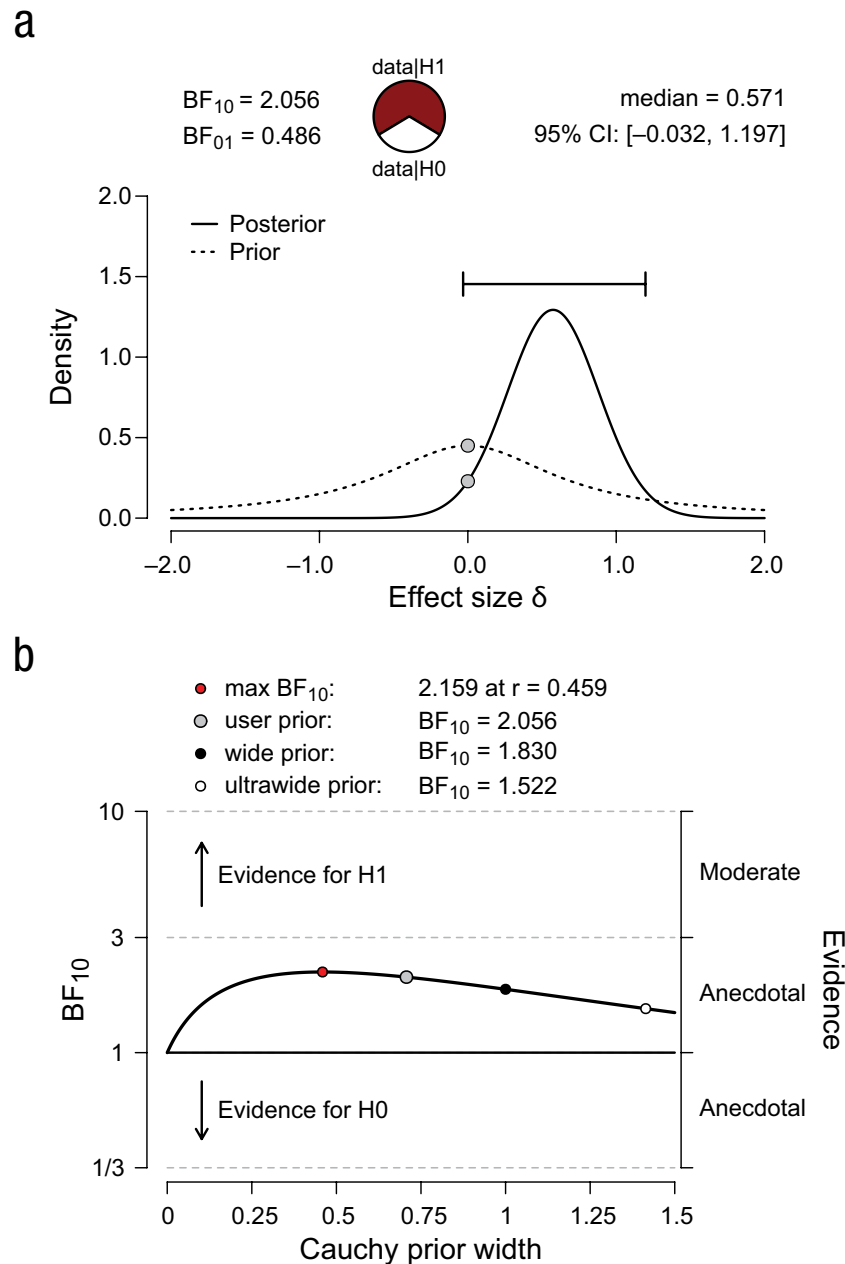 a
data|H1
BF10 = 2.056
BF01 = 0.486
median = 0.571
95% CI: [–0.032, 1.197]
data|H0
2.0
1.5
1.0
0.5
0.0
Density
Posterior
Prior
–2.0 –1.0 0.0 1.0 2.0
Effect size δ
b
max BF10: 2.159 at r = 0.459
user prior: BF10 = 2.056
wide prior: BF10 = 1.830
ultrawide prior: BF10 = 1.522
10
3
1
1/3
BF10
Evidence for H1
Evidence for H0
Moderate
Anecdotal
Anecdotal
Evidence
0 0.25 0.5 0.75 1 1.25 1.5
Cauchy prior width